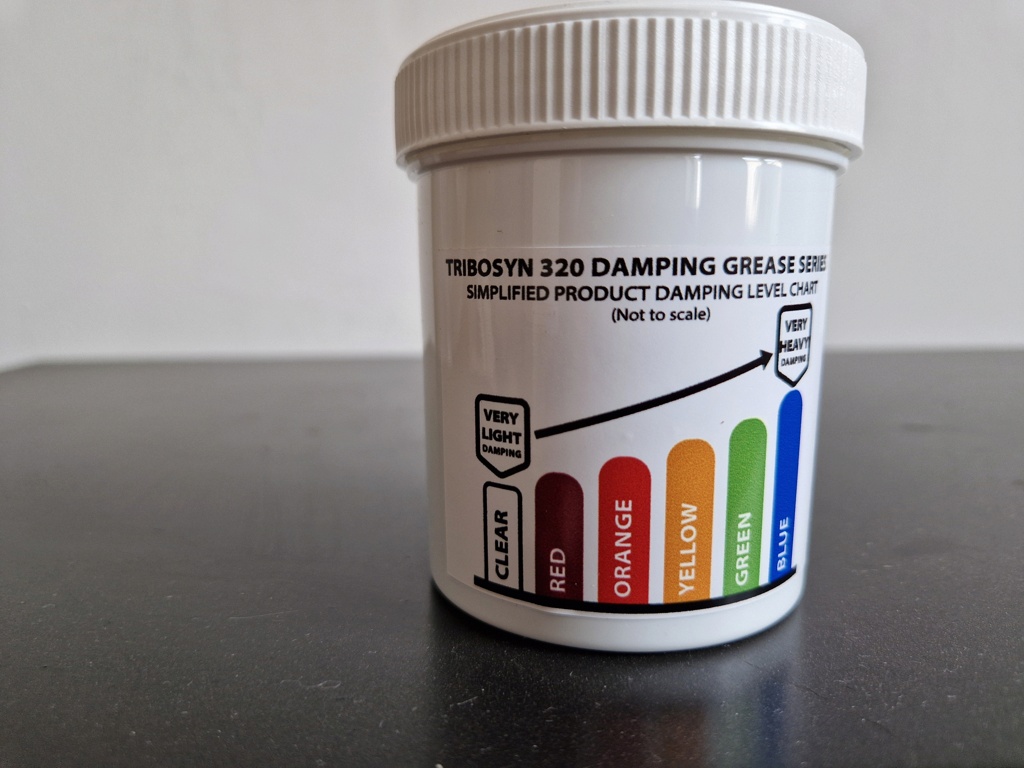 TRIBOSYN 320 DAMPING GREASE SERIES
SIMPLIFIED PRODUCT DAMPING LEVEL CHART
(Not to scale)
VERY
HEAVY
DAMPING
VERY
LIGHT
DAMPING
CLEAR
RED
ORANGE
YELLOW
GREEN
BLUE